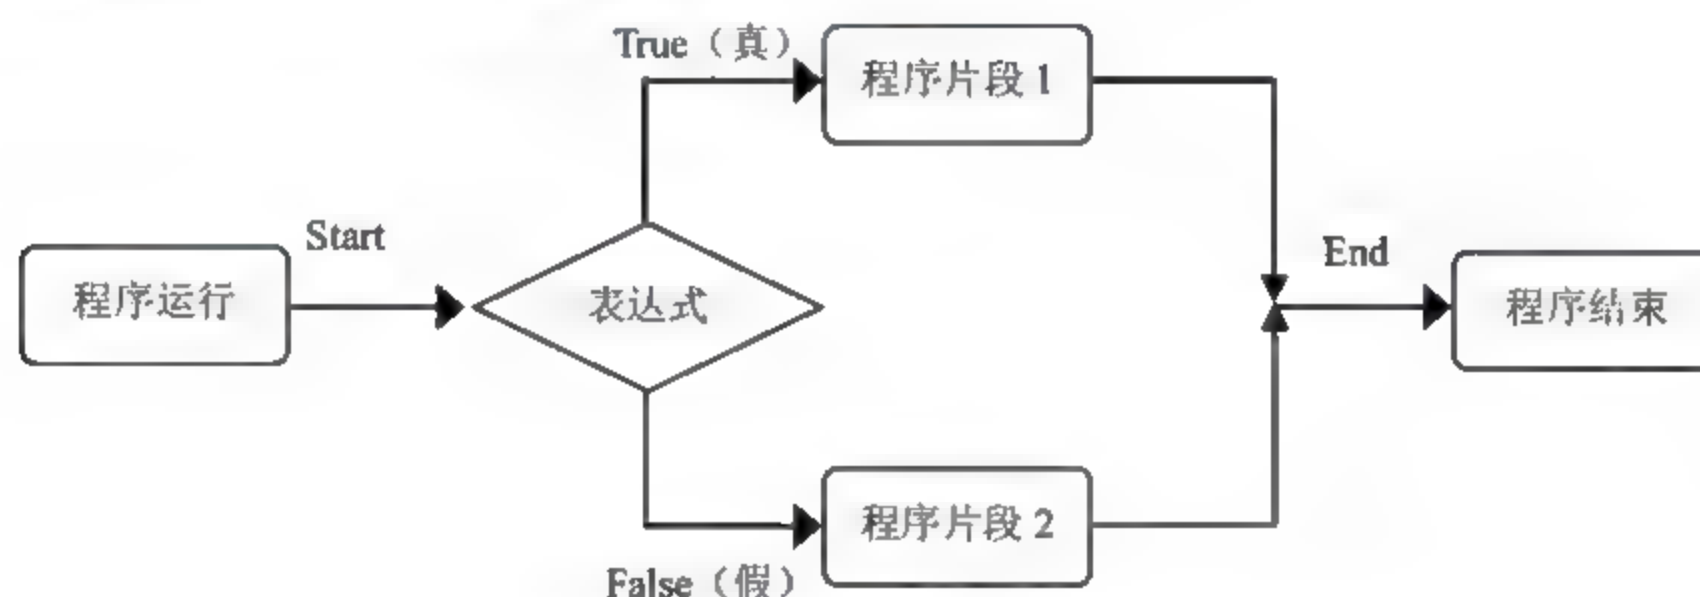 True（真）
程序片段 1
Start
End
程序运行
表达式
程序结束
程序片段 2
False（假）